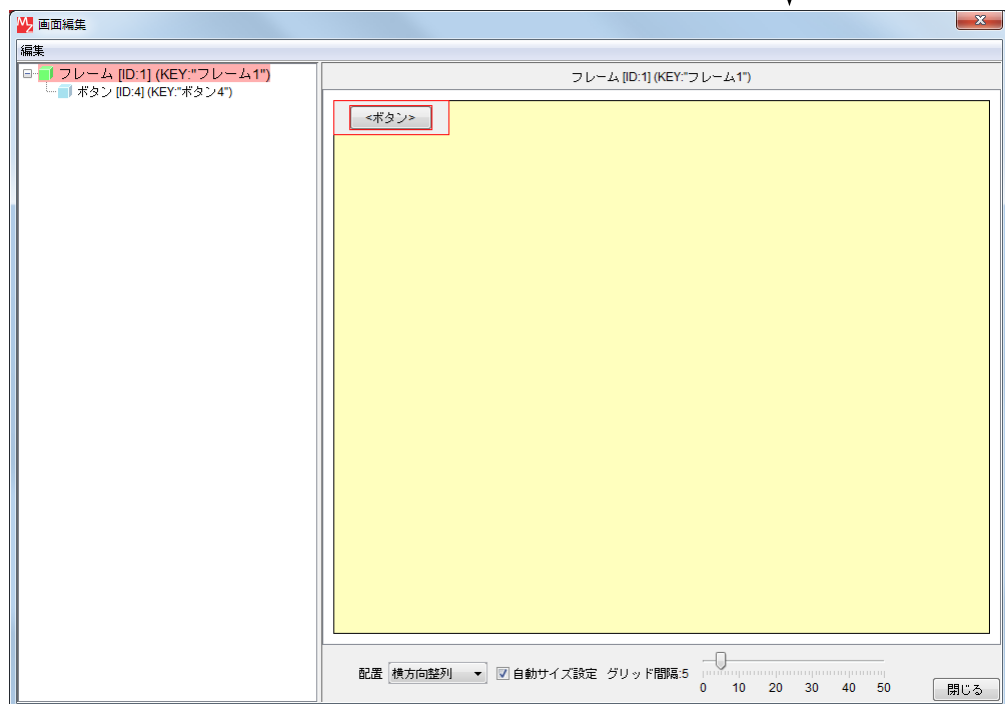 画面編集
編集
フレーム [ID:1] (KEY:"フレーム1")
ボタン [ID:4] (KEY:"ボタン4")
フレーム [ID:1] (KEY:"フレーム1")
<ボタン>
配置 横方向整列 自動サイズ設定 グリッド間隔:5
0 10 20 30 40 50
閉じる